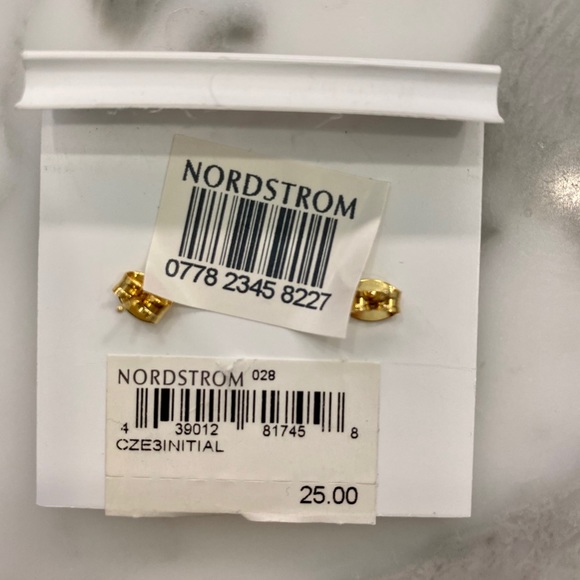 NORDSTROM
0778 2345 8227
NORDSTROM 028
4 39012 81745 8
CZE3INITIAL
25.00